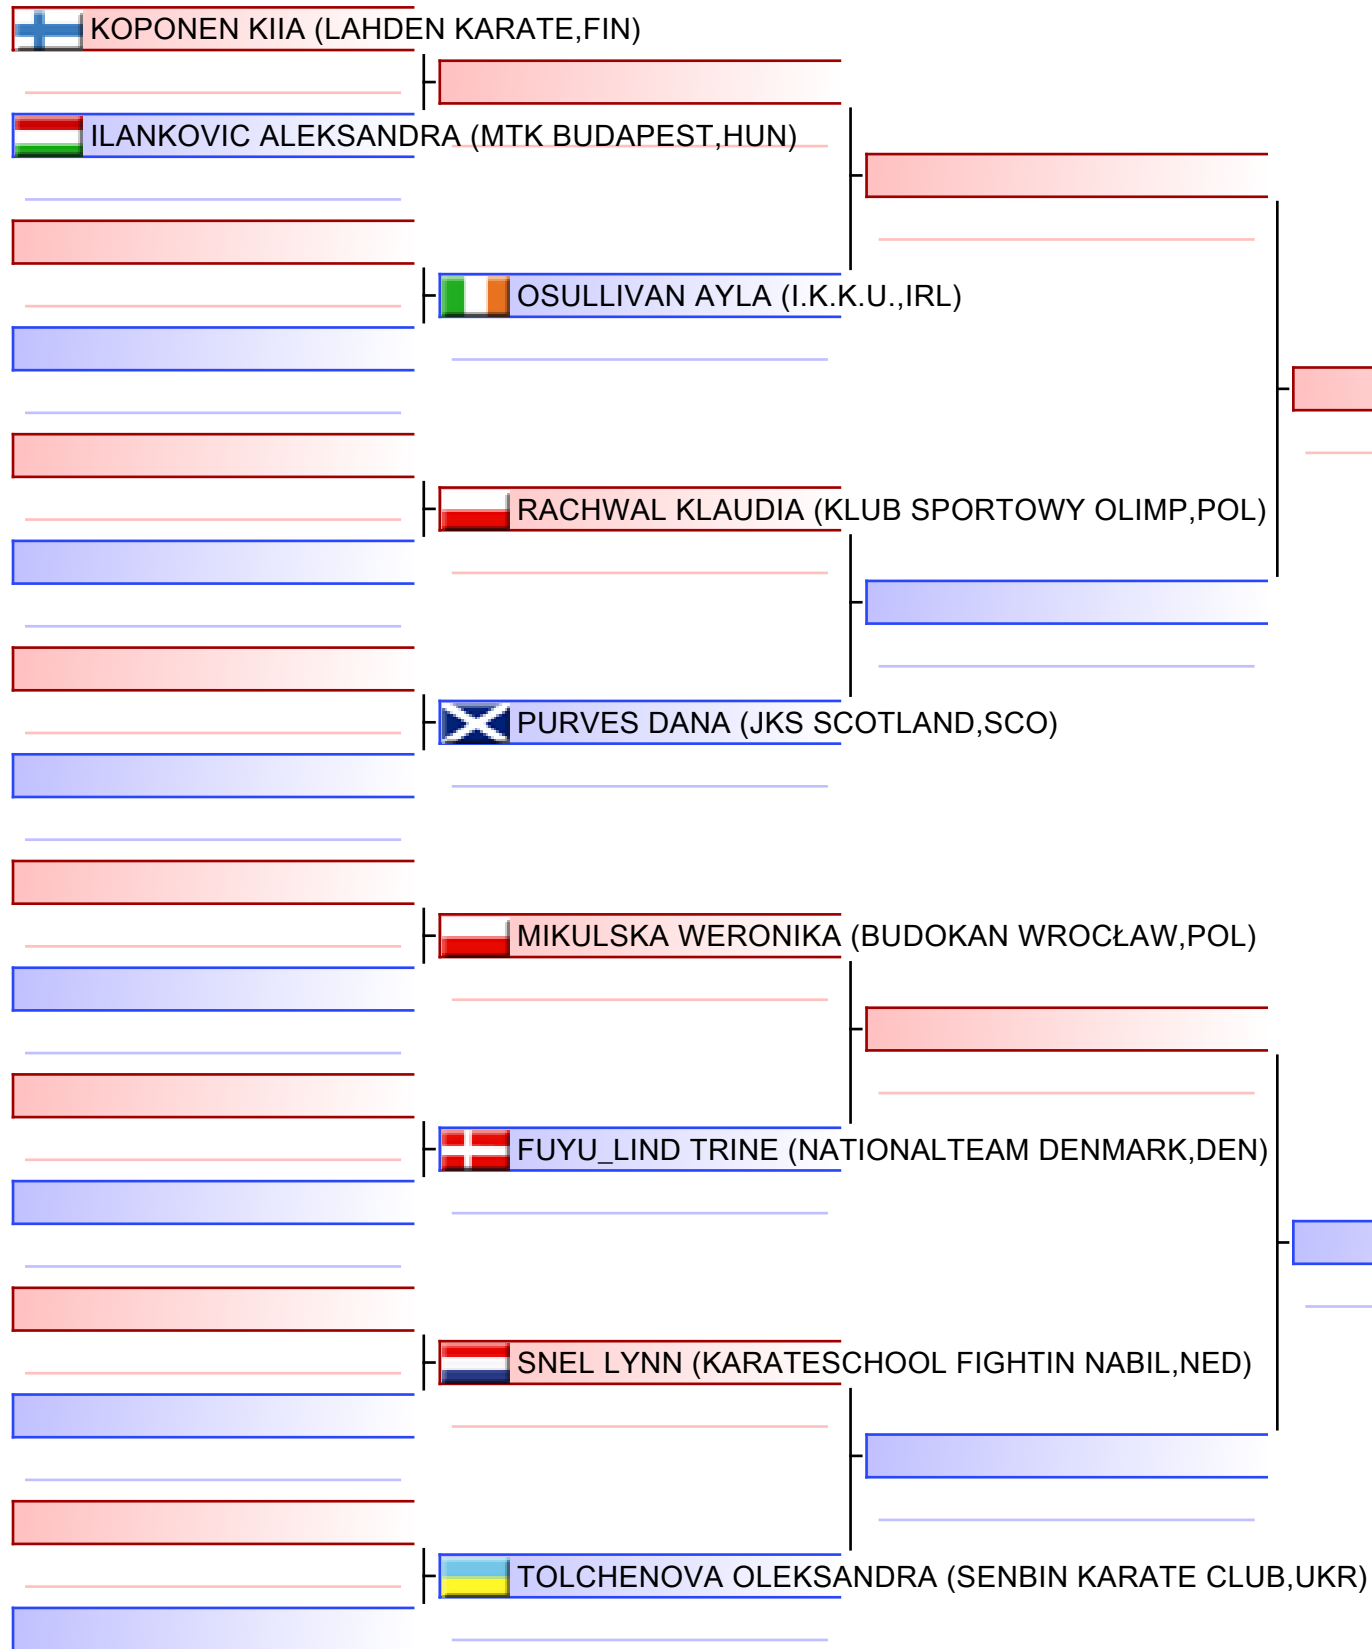 KOPONEN KIIA (LAHDEN KARATE,FIN)
ILANKOVIC ALEKSANDRA (MTK BUDAPEST,HUN)
OSULLIVAN AYLA (I.K.K.U.,IRL)
RACHWAL KLAUDIA (KLUB SPORTOWY OLIMP,POL)
PURVES DANA (JKS SCOTLAND,SCO)
MIKULSKA WERONIKA (BUDOKAN WROCŁAW,POL)
FUYU_LIND TRINE (NATIONALTEAM DENMARK,DEN)
SNEL LYNN (KARATESCHOOL FIGHTIN NABIL,NED)
TOLCHENOVA OLEKSANDRA (SENBIN KARATE CLUB,UKR)